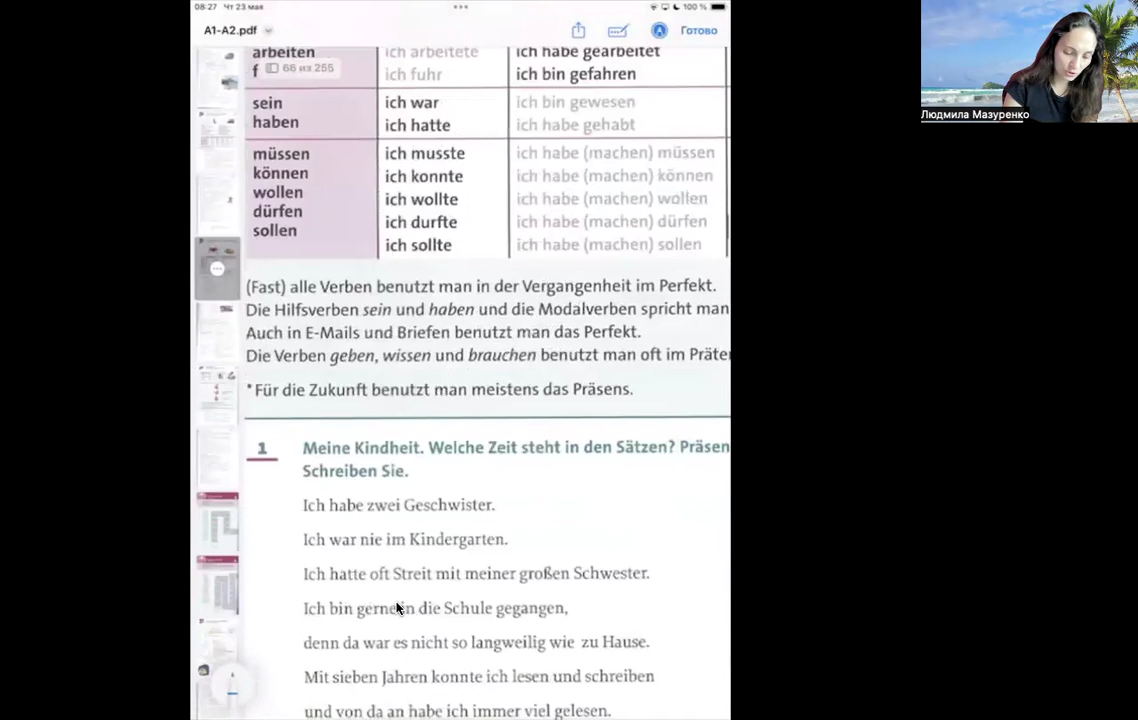 08:27 Чт 23 мая
100 %
A1-A2.pdf
Готово
66 из 255
arbeiten ich arbeitete ich habe gearbeitet
f ich fuhr ich bin gefahren
sein ich war ich bin gewesen
haben ich hatte ich habe gehabt
müssen ich musste ich habe (machen) müssen
können ich konnte ich habe (machen) können
wollen ich wollte ich habe (machen) wollen
dürfen ich durfte ich habe (machen) dürfen
sollen ich sollte ich habe (machen) sollen
(Fast) alle Verben benutzt man in der Vergangenheit im Perfekt.
Die Hilfsverben sein und haben und die Modalverben spricht man
Auch in E-Mails und Briefen benutzt man das Perfekt.
Die Verben geben, wissen und brauchen benutzt man oft im Präte
*Für die Zukunft benutzt man meistens das Präsens.
1 Meine Kindheit. Welche Zeit steht in den Sätzen? Präsen
Schreiben Sie.
Ich habe zwei Geschwister.
Ich war nie im Kindergarten.
Ich hatte oft Streit mit meiner großen Schwester.
Ich bin gerne in die Schule gegangen,
denn da war es nicht so langweilig wie zu Hause.
Mit sieben Jahren konnte ich lesen und schreiben
und von da an habe ich immer viel gelesen.
Людмила Мазуренко